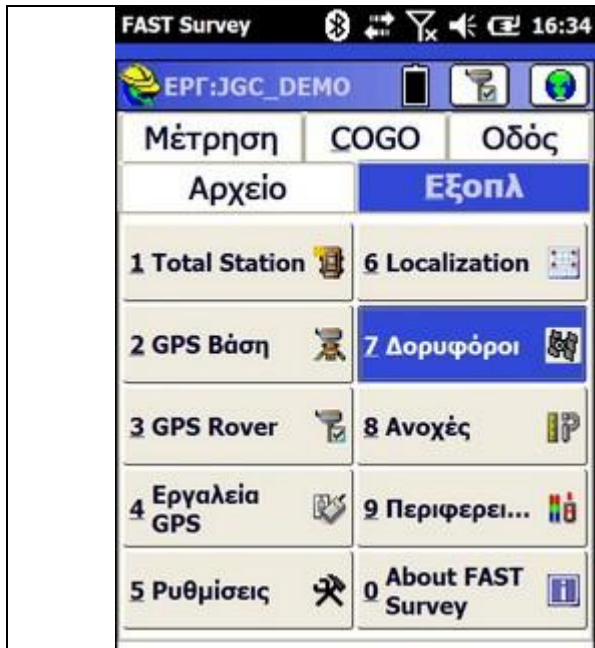 FAST Survey 16:34
ΕΡΓ:JGC_DEMO
Μέτρηση COGO Οδός
Αρχείο Εξοπλ
1 Total Station 6 Localization
2 GPS Βάση 7 Δορυφόροι
3 GPS Rover 8 Ανοχές
4 Εργαλεία GPS 9 Περιφερει...
5 Ρυθμίσεις 0 About FAST Survey